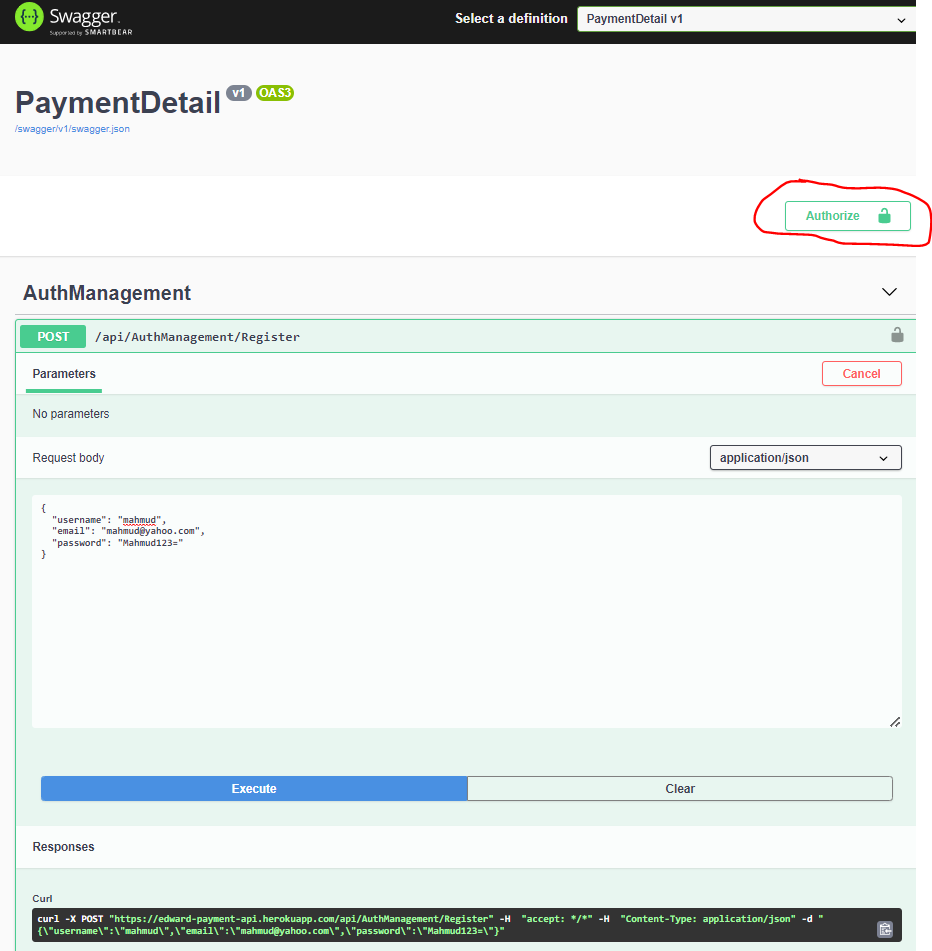 Swagger.
Supported by SMARTBEAR
Select a definition
PaymentDetail v1
PaymentDetail v1 OAS3
/swagger/v1/swagger.json
Authorize
AuthManagement
POST /api/AuthManagement/Register
Parameters
Cancel
No parameters
Request body
application/json
{
"username": "mahmud",
"email": "mahmud@yahoo.com",
"password": "Mahmud123="
}
Execute
Clear
Responses
Curl
curl -X POST "https://edward-payment-api.herokuapp.com/api/AuthManagement/Register" -H  "accept: */*" -H  "Content-Type: application/json" -d "
{\"username\":\"mahmud\",\"email\":\"mahmud@yahoo.com\",\"password\":\"Mahmud123=\"}"